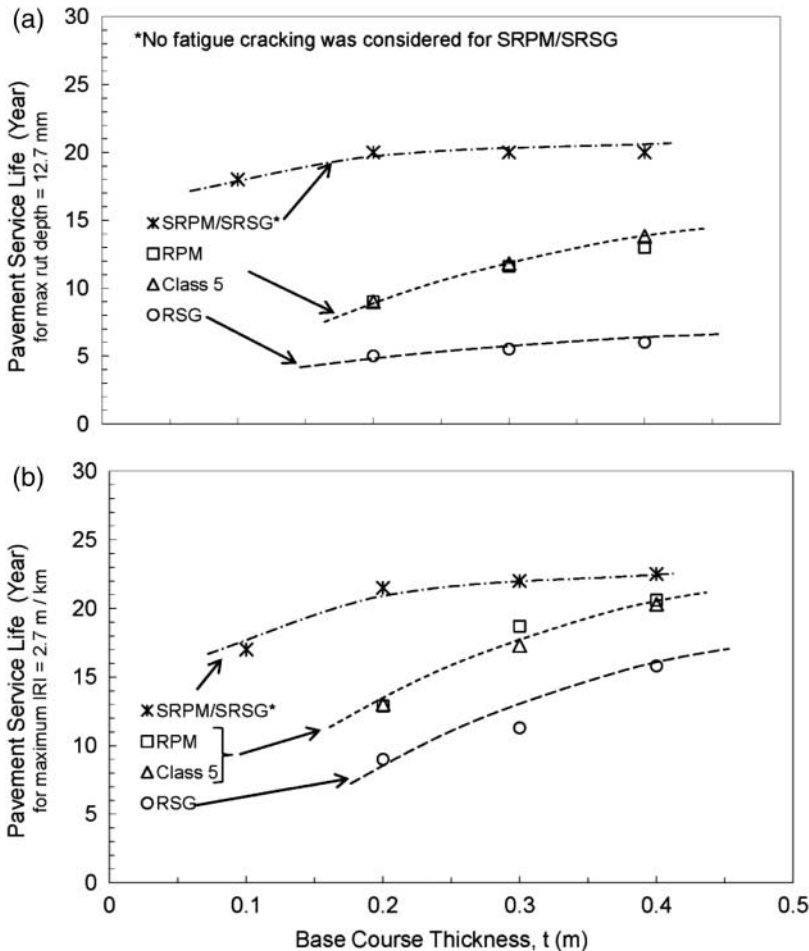 (a)
30
*No fatigue cracking was considered for SRPM/SRSG
25
20
15
10
5
0
Pavement Service Life (Year)
for max rut depth = 12.7 mm
SRPM/SRSG*
RPM
Class 5
RSG
(b)
30
25
20
15
10
5
0
Pavement Service Life (Year)
for maximum IRI = 2.7 m / km
SRPM/SRSG*
RPM
Class 5
RSG
0 0.1 0.2 0.3 0.4 0.5
Base Course Thickness, t (m)